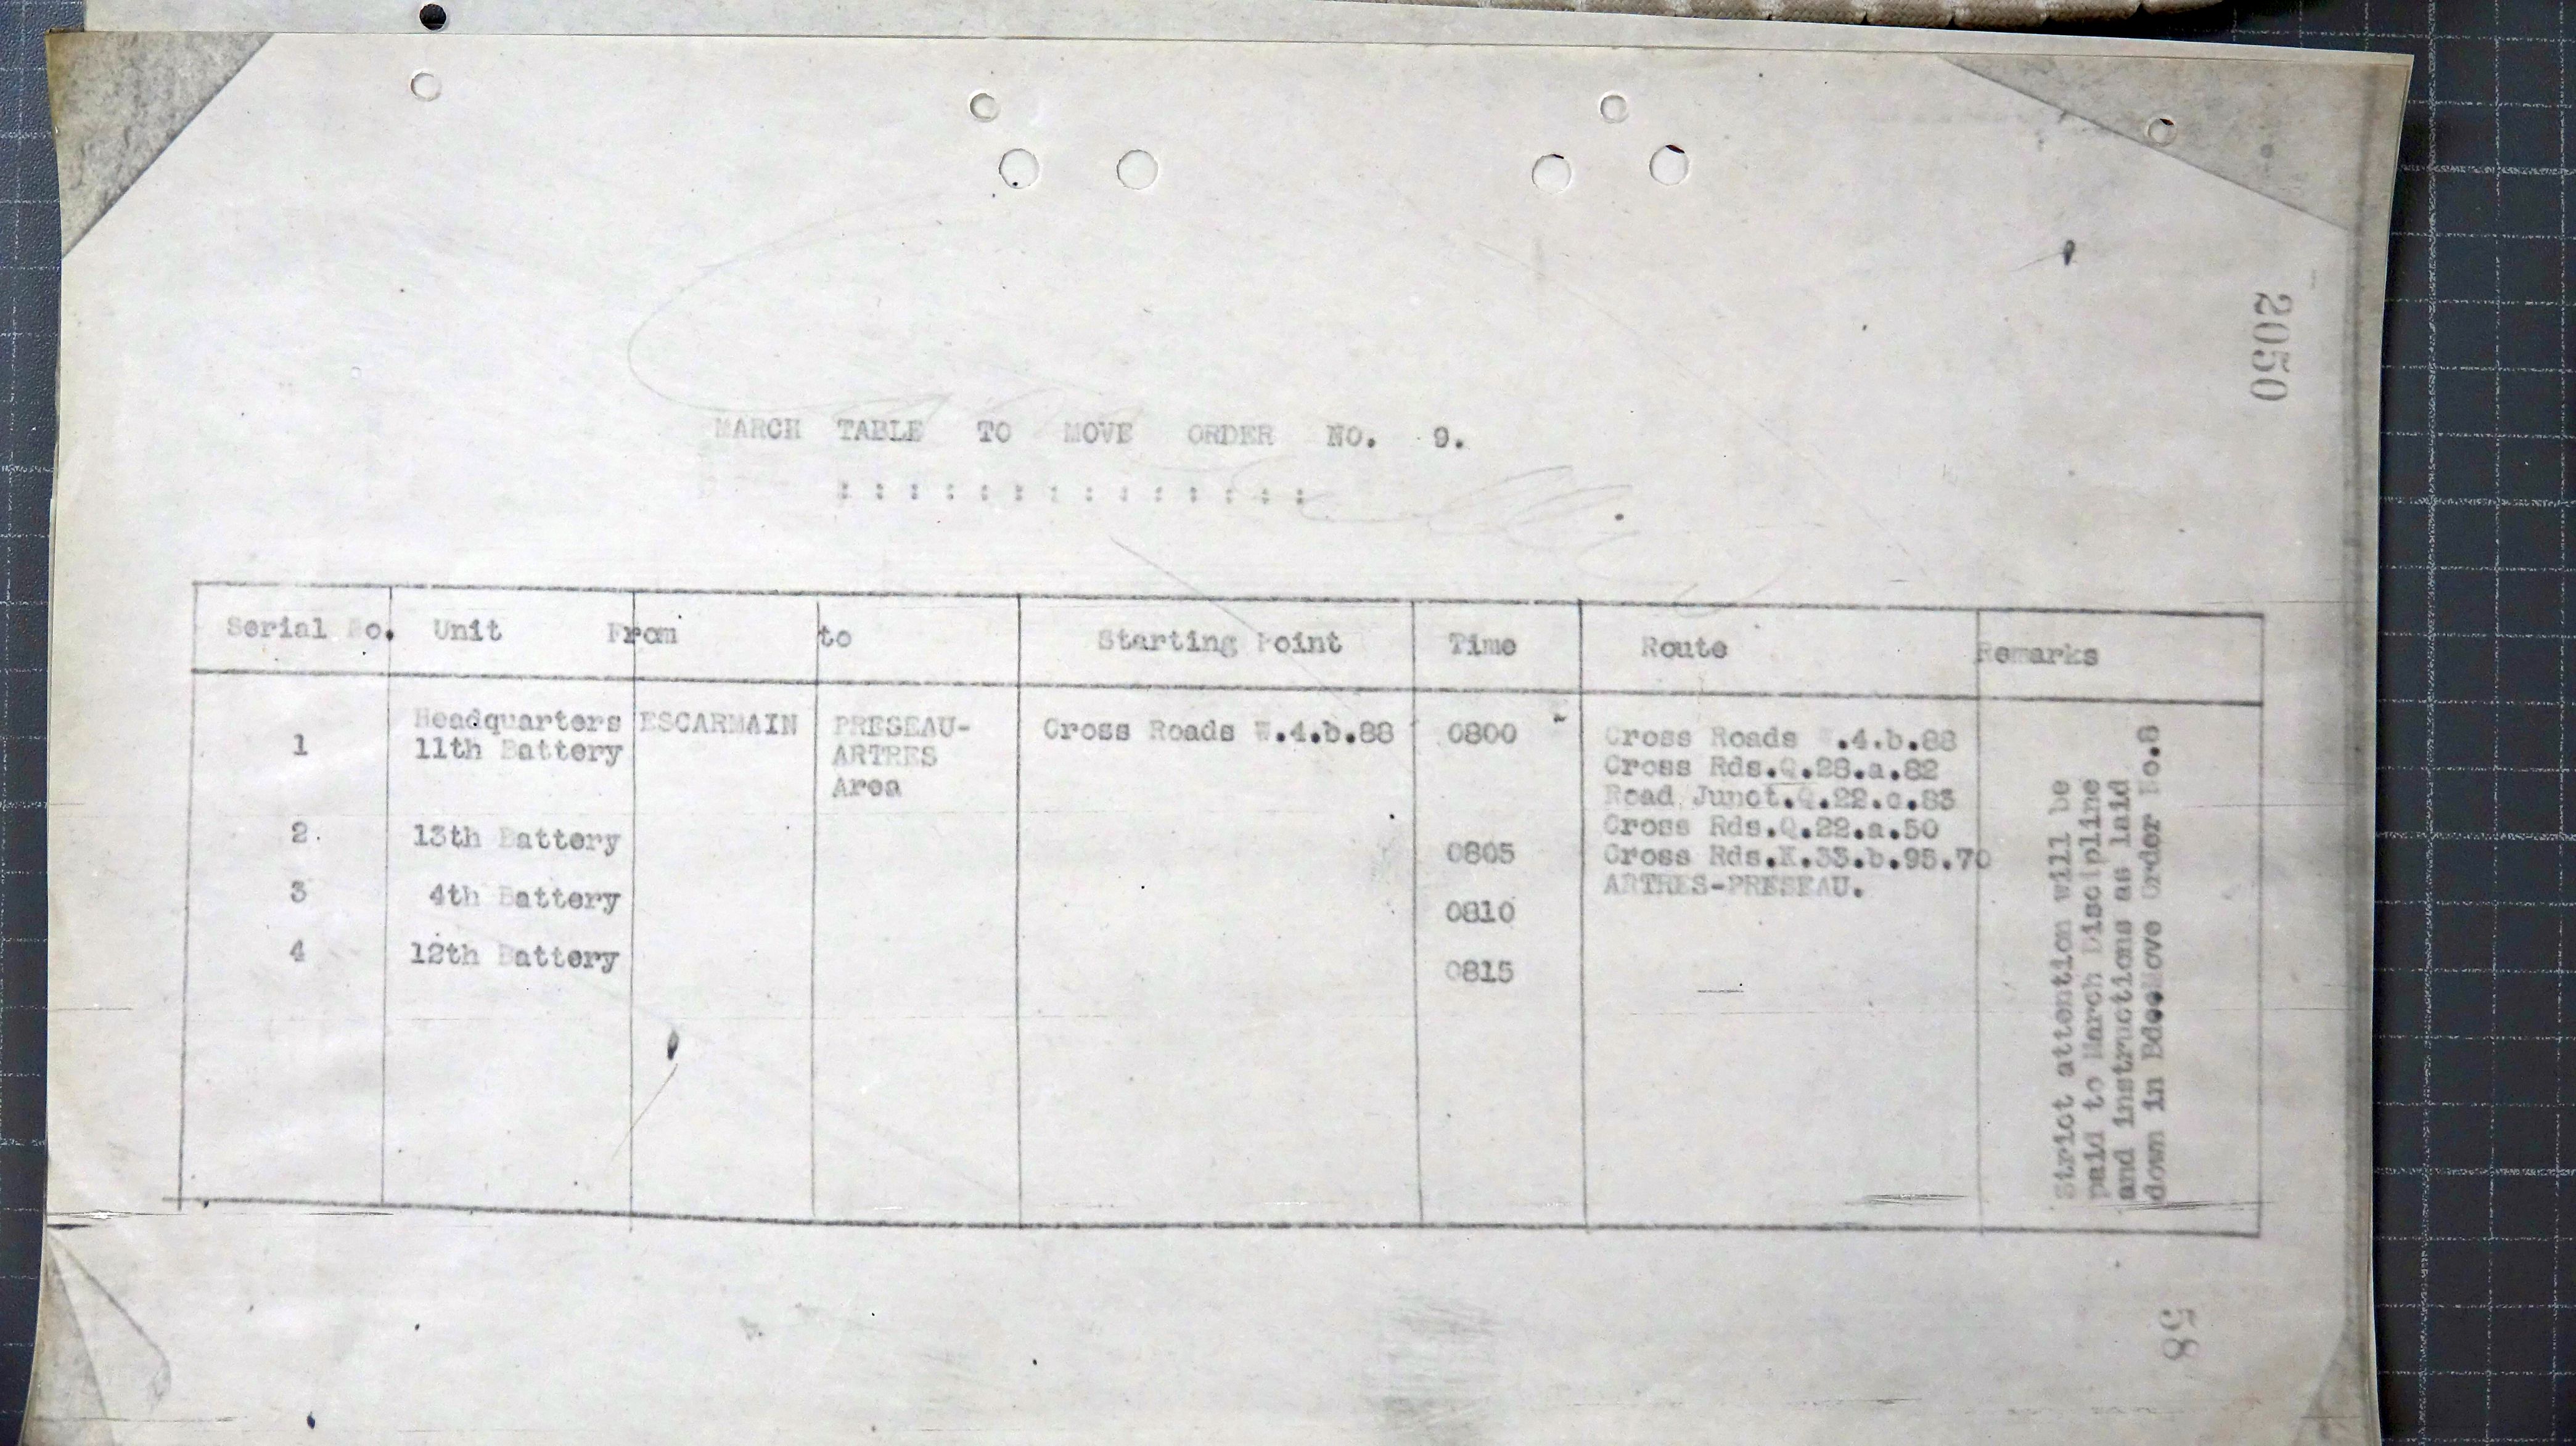 2050
MARCH TABLE TO MOVE ORDER NO. 9.
: : : : : : : : : : : : : :
Serial No. Unit From to Starting Point Time Route Remarks
1 Headquarters ESCARMAIN PRESEAU- Cross Roads W.4.b.88 0800 Cross Roads W.4.b.88
11th Battery ARTRES Cross Rds.Q.28.a.82
Area Road Junct.Q.22.c.83
2. 13th Battery 0805 Cross Rds.Q.22.a.50
Cross Rds.K.33.b.95.70
3 4th Battery 0810 ARTRES-PRESEAU.
4 12th Battery 0815
Strict attention will be
paid to March Discipline
and instructions as laid
down in Bde.Move Order No.8
58